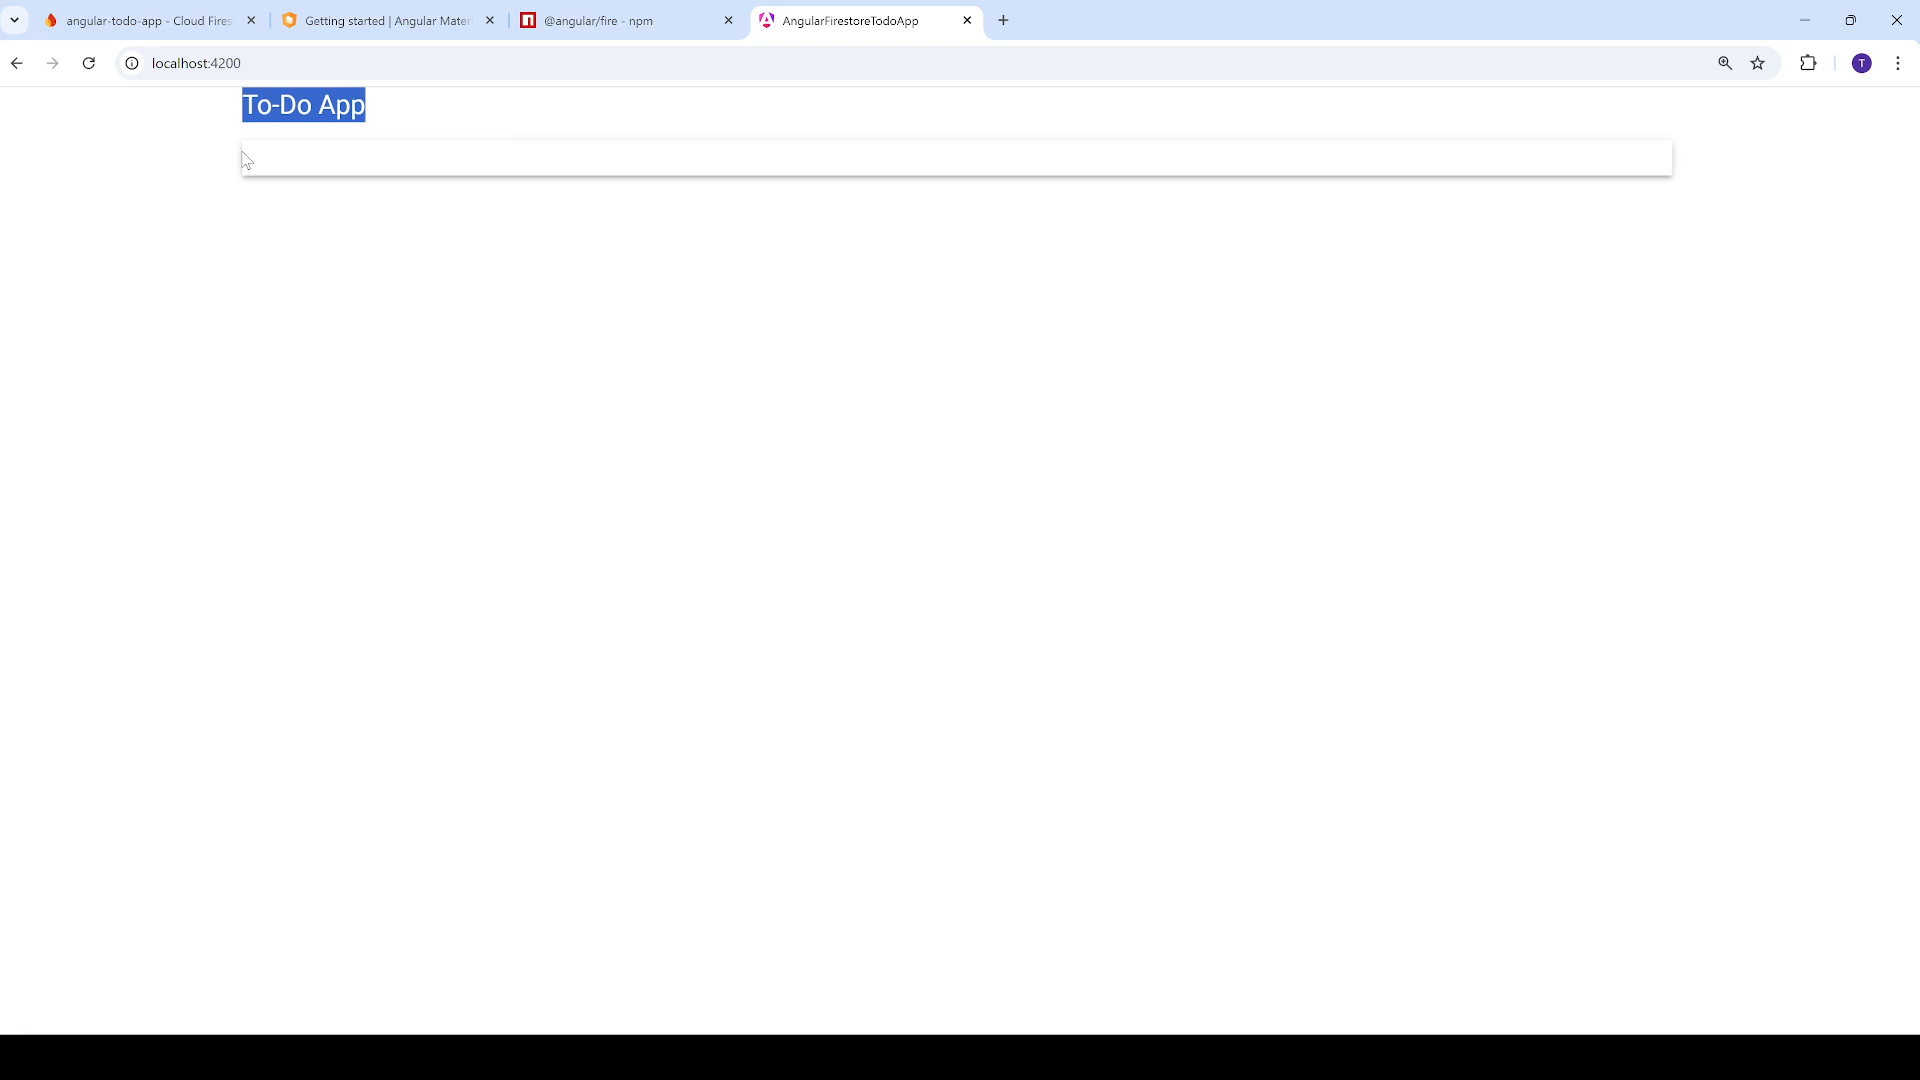 angular-todo-app - Cloud Fires
Getting started | Angular Mater
@angular/fire - npm
AngularFirestoreTodoApp
localhost:4200
T
To-Do App